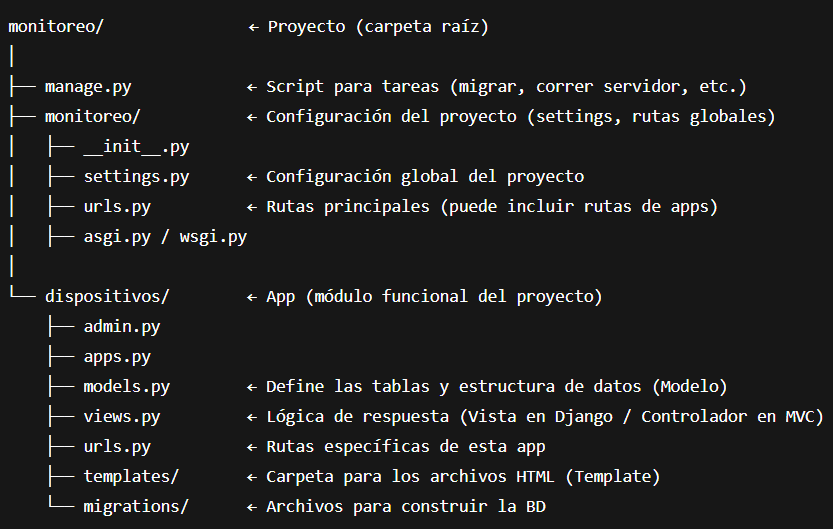 monitoreo/               ← Proyecto (carpeta raíz)
│
├── manage.py            ← Script para tareas (migrar, correr servidor, etc.)
├── monitoreo/           ← Configuración del proyecto (settings, rutas globales)
│   ├── __init__.py
│   ├── settings.py      ← Configuración global del proyecto
│   ├── urls.py          ← Rutas principales (puede incluir rutas de apps)
│   ├── asgi.py / wsgi.py
│
└── dispositivos/        ← App (módulo funcional del proyecto)
    ├── admin.py
    ├── apps.py
    ├── models.py        ← Define las tablas y estructura de datos (Modelo)
    ├── views.py         ← Lógica de respuesta (Vista en Django / Controlador en MVC)
    ├── urls.py          ← Rutas específicas de esta app
    ├── templates/       ← Carpeta para los archivos HTML (Template)
    └── migrations/      ← Archivos para construir la BD